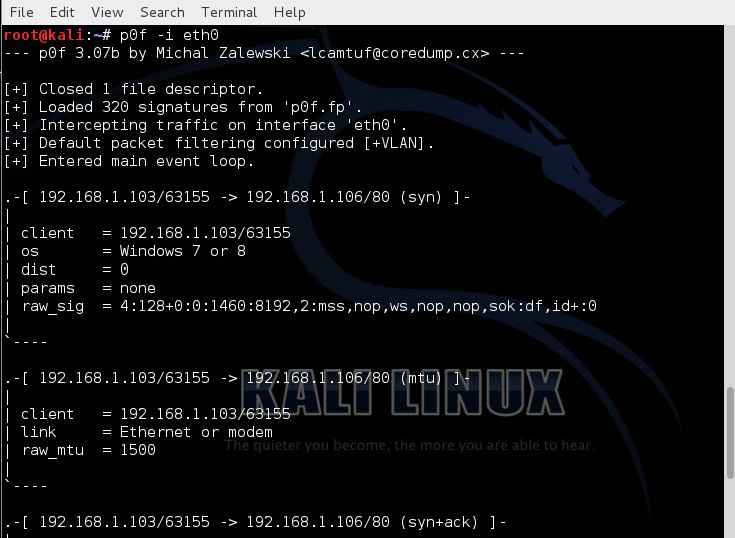 File Edit View Search Terminal Help
root@kali:~# p0f -i eth0
--- p0f 3.07b by Michal Zalewski <lcamtuf@coredump.cx> ---
[+] Closed 1 file descriptor.
[+] Loaded 320 signatures from 'p0f.fp'.
[+] Intercepting traffic on interface 'eth0'.
[+] Default packet filtering configured [+VLAN].
[+] Entered main event loop.
.-[ 192.168.1.103/63155 -> 192.168.1.106/80 (syn) ]-
|
| client   = 192.168.1.103/63155
| os       = Windows 7 or 8
| dist     = 0
| params   = none
| raw_sig  = 4:128+0:0:1460:8192,2:mss,nop,ws,nop,nop,sok:df,id+:0
|
`----
.-[ 192.168.1.103/63155 -> 192.168.1.106/80 (mtu) ]-
|
| client   = 192.168.1.103/63155
| link     = Ethernet or modem
| raw_mtu  = 1500
|
`----
.-[ 192.168.1.103/63155 -> 192.168.1.106/80 (syn+ack) ]-
|
KALI LINUX
The quieter you become, the more you are able to hear.